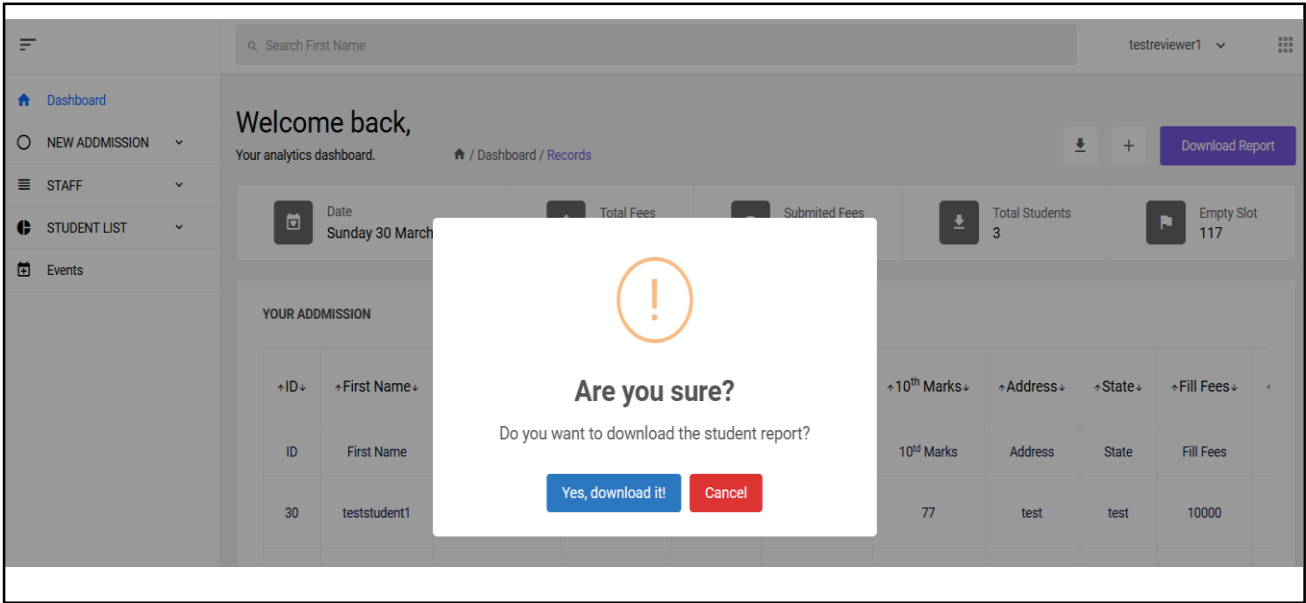 Search First Name
testreviewer1
Dashboard
NEW ADDMISSION
STAFF
STUDENT LIST
Events
Welcome back,
Your analytics dashboard.
/ Dashboard / Records
+
Download Report
Date
Sunday 30 March
Total Fees
Submited Fees
Total Students
3
Empty Slot
117
YOUR ADDMISSION
↑ID↓ ↑First Name↓ ↑10th Marks↓ ↑Address↓ ↑State↓ ↑Fill Fees↓
ID First Name 10td Marks Address State Fill Fees
30 teststudent1 77 test test 10000
!
Are you sure?
Do you want to download the student report?
Yes, download it!
Cancel